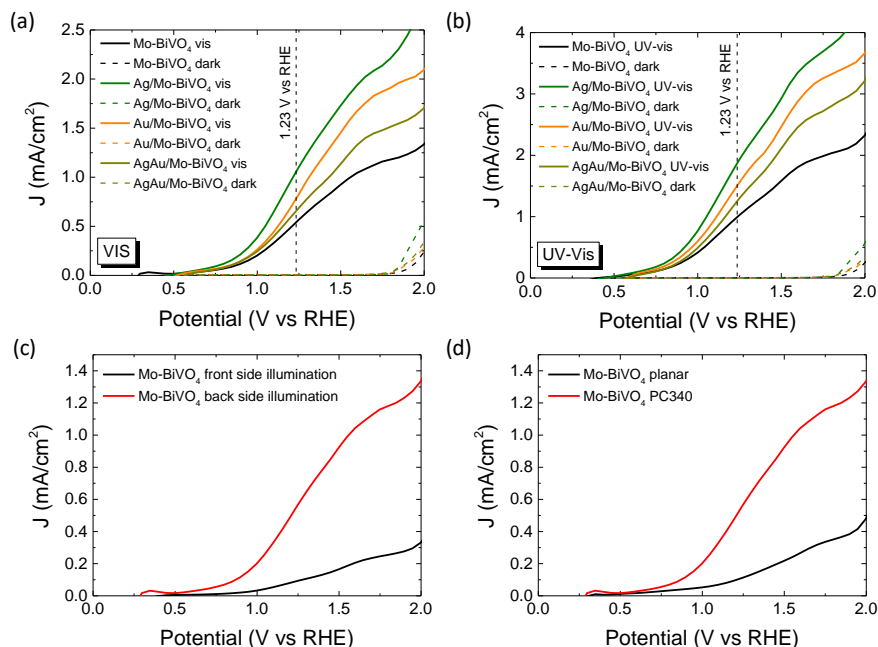 (a)
2.5
2.0
1.5
1.0
0.5
0.0
J (mA/cm²)
Mo-BiVO₄ vis
Mo-BiVO₄ dark
Ag/Mo-BiVO₄ vis
Ag/Mo-BiVO₄ dark
Au/Mo-BiVO₄ vis
Au/Mo-BiVO₄ dark
AgAu/Mo-BiVO₄ vis
AgAu/Mo-BiVO₄ dark
1.23 V vs RHE
VIS
0.0 0.5 1.0 1.5 2.0
Potential (V vs RHE)
(b)
4
3
2
1
0
J (mA/cm²)
Mo-BiVO₄ UV-vis
Mo-BiVO₄ dark
Ag/Mo-BiVO₄ UV-vis
Ag/Mo-BiVO₄ dark
Au/Mo-BiVO₄ UV-vis
Au/Mo-BiVO₄ dark
AgAu/Mo-BiVO₄ UV-vis
AgAu/Mo-BiVO₄ dark
1.23 V vs RHE
UV-Vis
0.0 0.5 1.0 1.5 2.0
Potential (V vs RHE)
(c)
1.4
1.2
1.0
0.8
0.6
0.4
0.2
0.0
J (mA/cm²)
Mo-BiVO₄ front side illumination
Mo-BiVO₄ back side illumination
0.0 0.5 1.0 1.5 2.0
Potential (V vs RHE)
(d)
1.4
1.2
1.0
0.8
0.6
0.4
0.2
0.0
J (mA/cm²)
Mo-BiVO₄ planar
Mo-BiVO₄ PC340
0.0 0.5 1.0 1.5 2.0
Potential (V vs RHE)